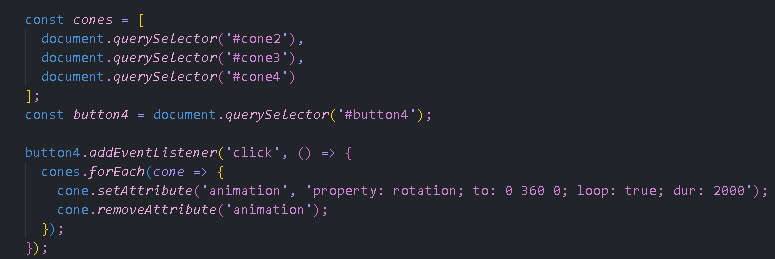 const cones = [
document.querySelector('#cone2'),
document.querySelector('#cone3'),
document.querySelector('#cone4')
];
const button4 = document.querySelector('#button4');
button4.addEventListener('click', () => {
cones.forEach(cone => {
cone.setAttribute('animation', 'property: rotation; to: 0 360 0; loop: true; dur: 2000');
cone.removeAttribute('animation');
});
});